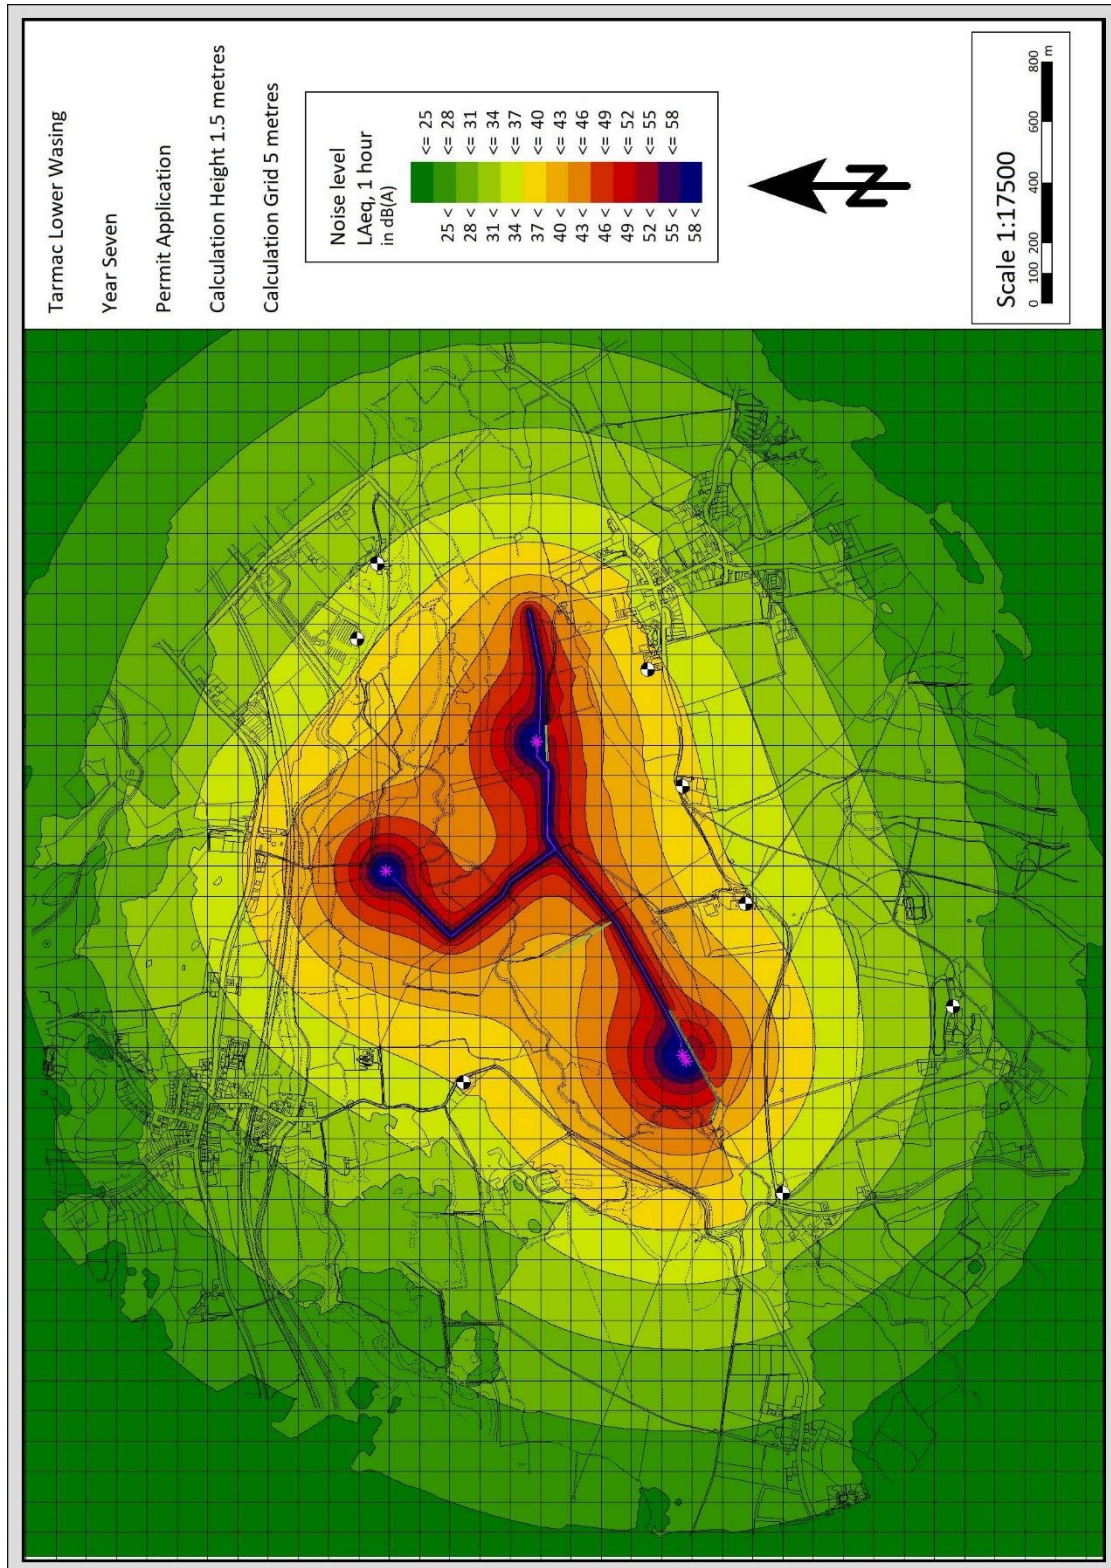 Tarmac Lower Wasing
Year Seven
Permit Application
Calculation Height 1.5 metres
Calculation Grid 5 metres
Noise level
LAeq, 1 hour
in dB(A)
<= 25
25 < <= 28
28 < <= 31
31 < <= 34
34 < <= 37
37 < <= 40
40 < <= 43
43 < <= 46
46 < <= 49
49 < <= 52
52 < <= 55
55 < <= 58
58 <
N
Scale 1:17500
0 100 200 400 600 800
m